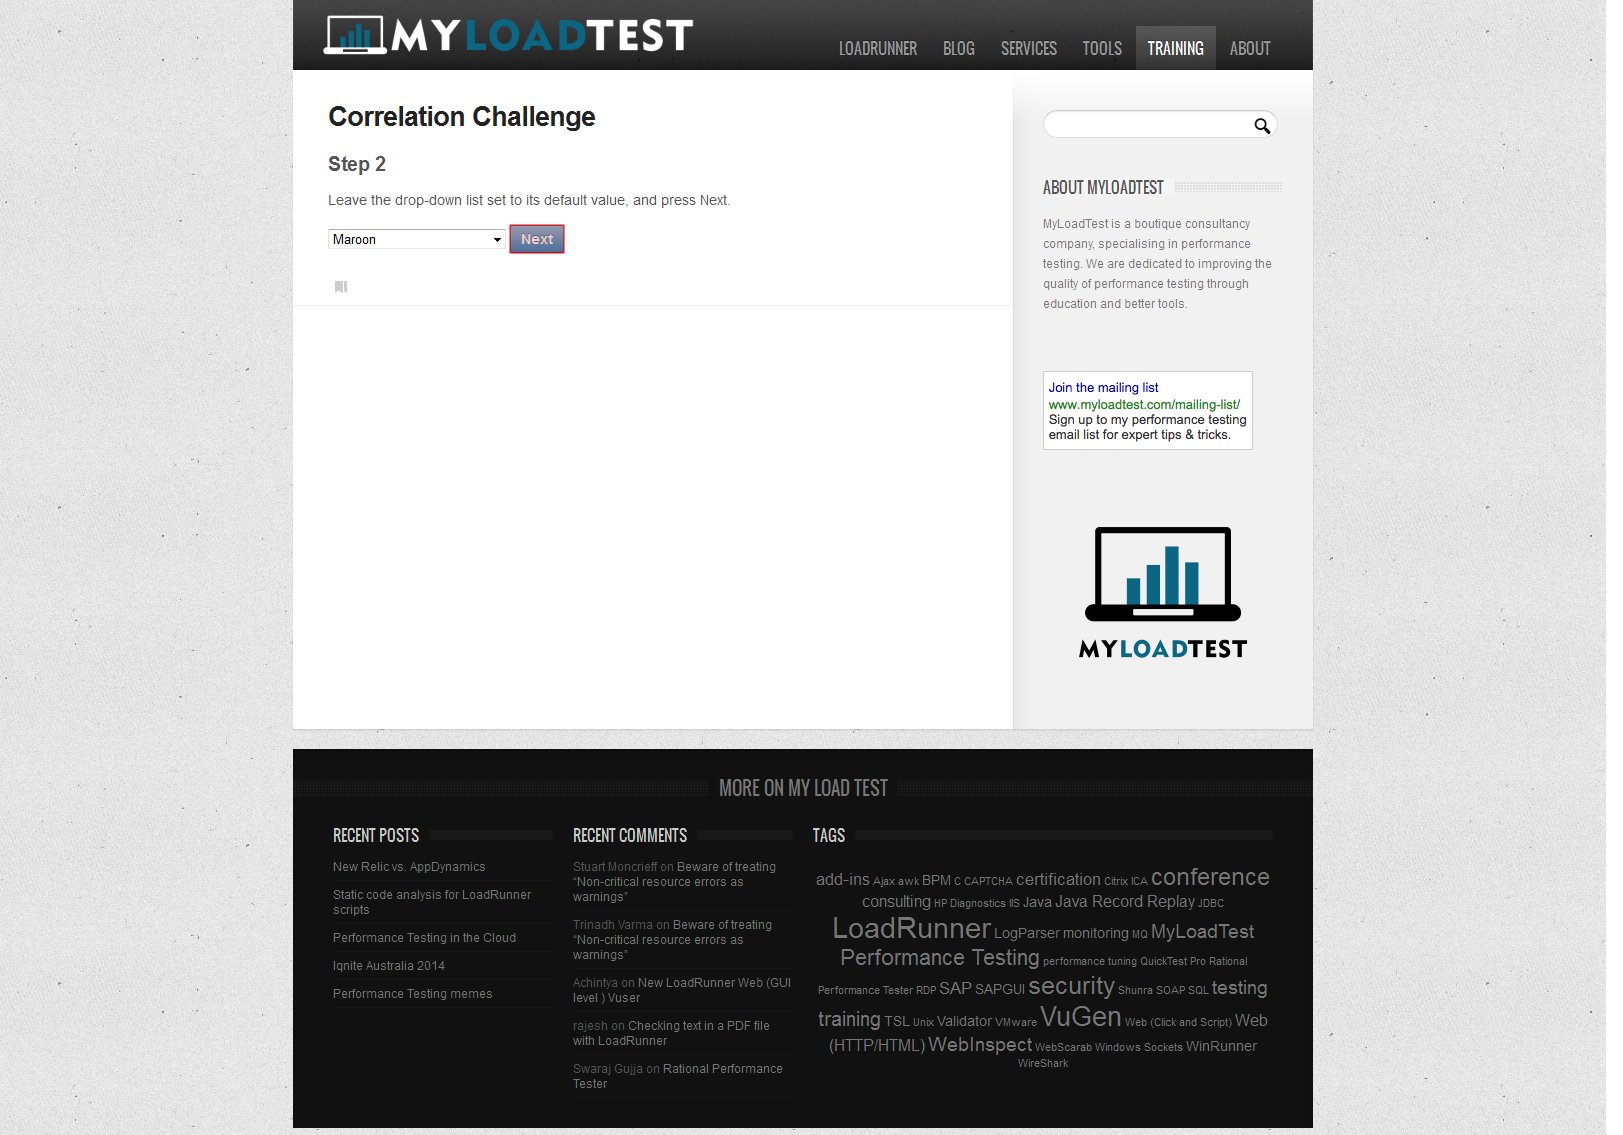 MYLOADTEST
LOADRUNNER BLOG SERVICES TOOLS TRAINING ABOUT
Correlation Challenge
Step 2
Leave the drop-down list set to its default value, and press Next.
Maroon Next
ABOUT MYLOADTEST
MyLoadTest is a boutique consultancy
company, specialising in performance
testing. We are dedicated to improving the
quality of performance testing through
education and better tools.
Join the mailing list
www.myloadtest.com/mailing-list/
Sign up to my performance testing
email list for expert tips & tricks.
MYLOADTEST
MORE ON MY LOAD TEST
RECENT POSTS
New Relic vs. AppDynamics
Static code analysis for LoadRunner
scripts
Performance Testing in the Cloud
Iqnite Australia 2014
Performance Testing memes
RECENT COMMENTS
Stuart Moncrieff on Beware of treating
“Non-critical resource errors as
warnings”
Trinadh Varma on Beware of treating
“Non-critical resource errors as
warnings”
Achintya on New LoadRunner Web (GUI
level ) Vuser
rajesh on Checking text in a PDF file
with LoadRunner
Swaraj Gujja on Rational Performance
Tester
TAGS
add-ins Ajax awk BPM C CAPTCHA certification Citrix ICA conference
consulting HP Diagnostics IIS Java Java Record Replay JDBC
LoadRunner LogParser monitoring MQ MyLoadTest
Performance Testing performance tuning QuickTest Pro Rational
Performance Tester RDP SAP SAPGUI security Shunra SOAP SQL testing
training TSL Unix Validator VMware VuGen Web (Click and Script) Web
(HTTP/HTML) WebInspect WebScarab Windows Sockets WinRunner
WireShark